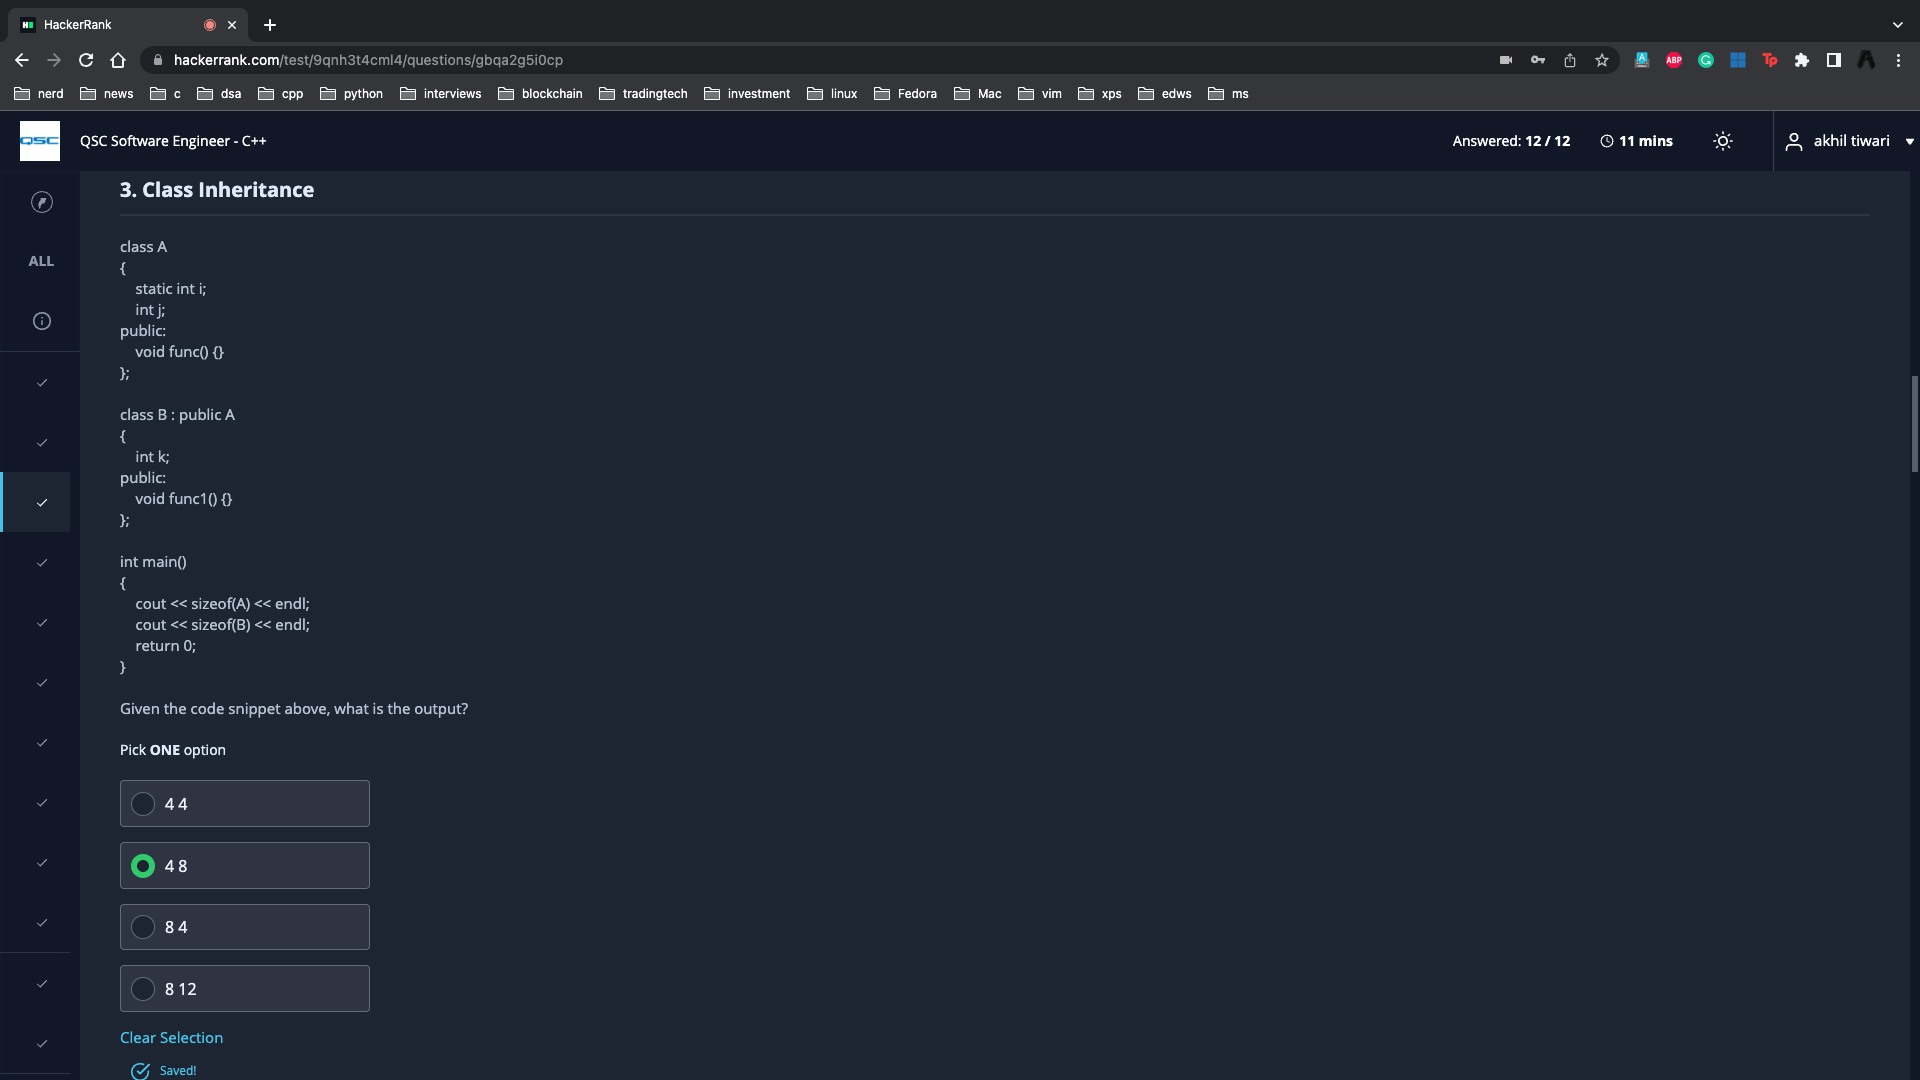 HackerRank
hackerrank.com/test/9qnh3t4cml4/questions/gbqa2g5i0cp
ABP
Tp
nerd news c dsa cpp python interviews blockchain tradingtech investment linux Fedora Mac vim xps edws ms
QSC
QSC Software Engineer - C++
Answered: 12 / 12
11 mins
akhil tiwari
ALL
3. Class Inheritance
class A
{
static int i;
int j;
public:
void func() {}
};
class B : public A
{
int k;
public:
void func1() {}
};
int main()
{
cout << sizeof(A) << endl;
cout << sizeof(B) << endl;
return 0;
}
Given the code snippet above, what is the output?
Pick ONE option
4 4
4 8
8 4
8 12
Clear Selection
Saved!